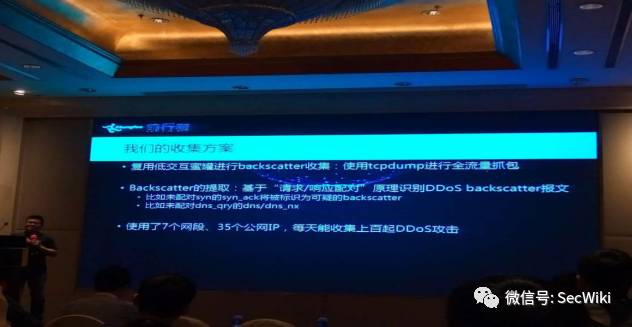 我们的收集方案
• 复用低交互蜜罐进行backscatter收集:使用tcpdump进行全流量抓包
• Backscatter的提取:基于“请求/响应配对”原理识别DDoS backscatter报文
• 比如未配对syn的syn_ack将被标识为可疑的backscatter
• 比如未配对dns_qry的dns/dns_nx
• 使用了7个网段、35个公网IP,每天能收集上百起DDoS攻击
微信号: SecWiki